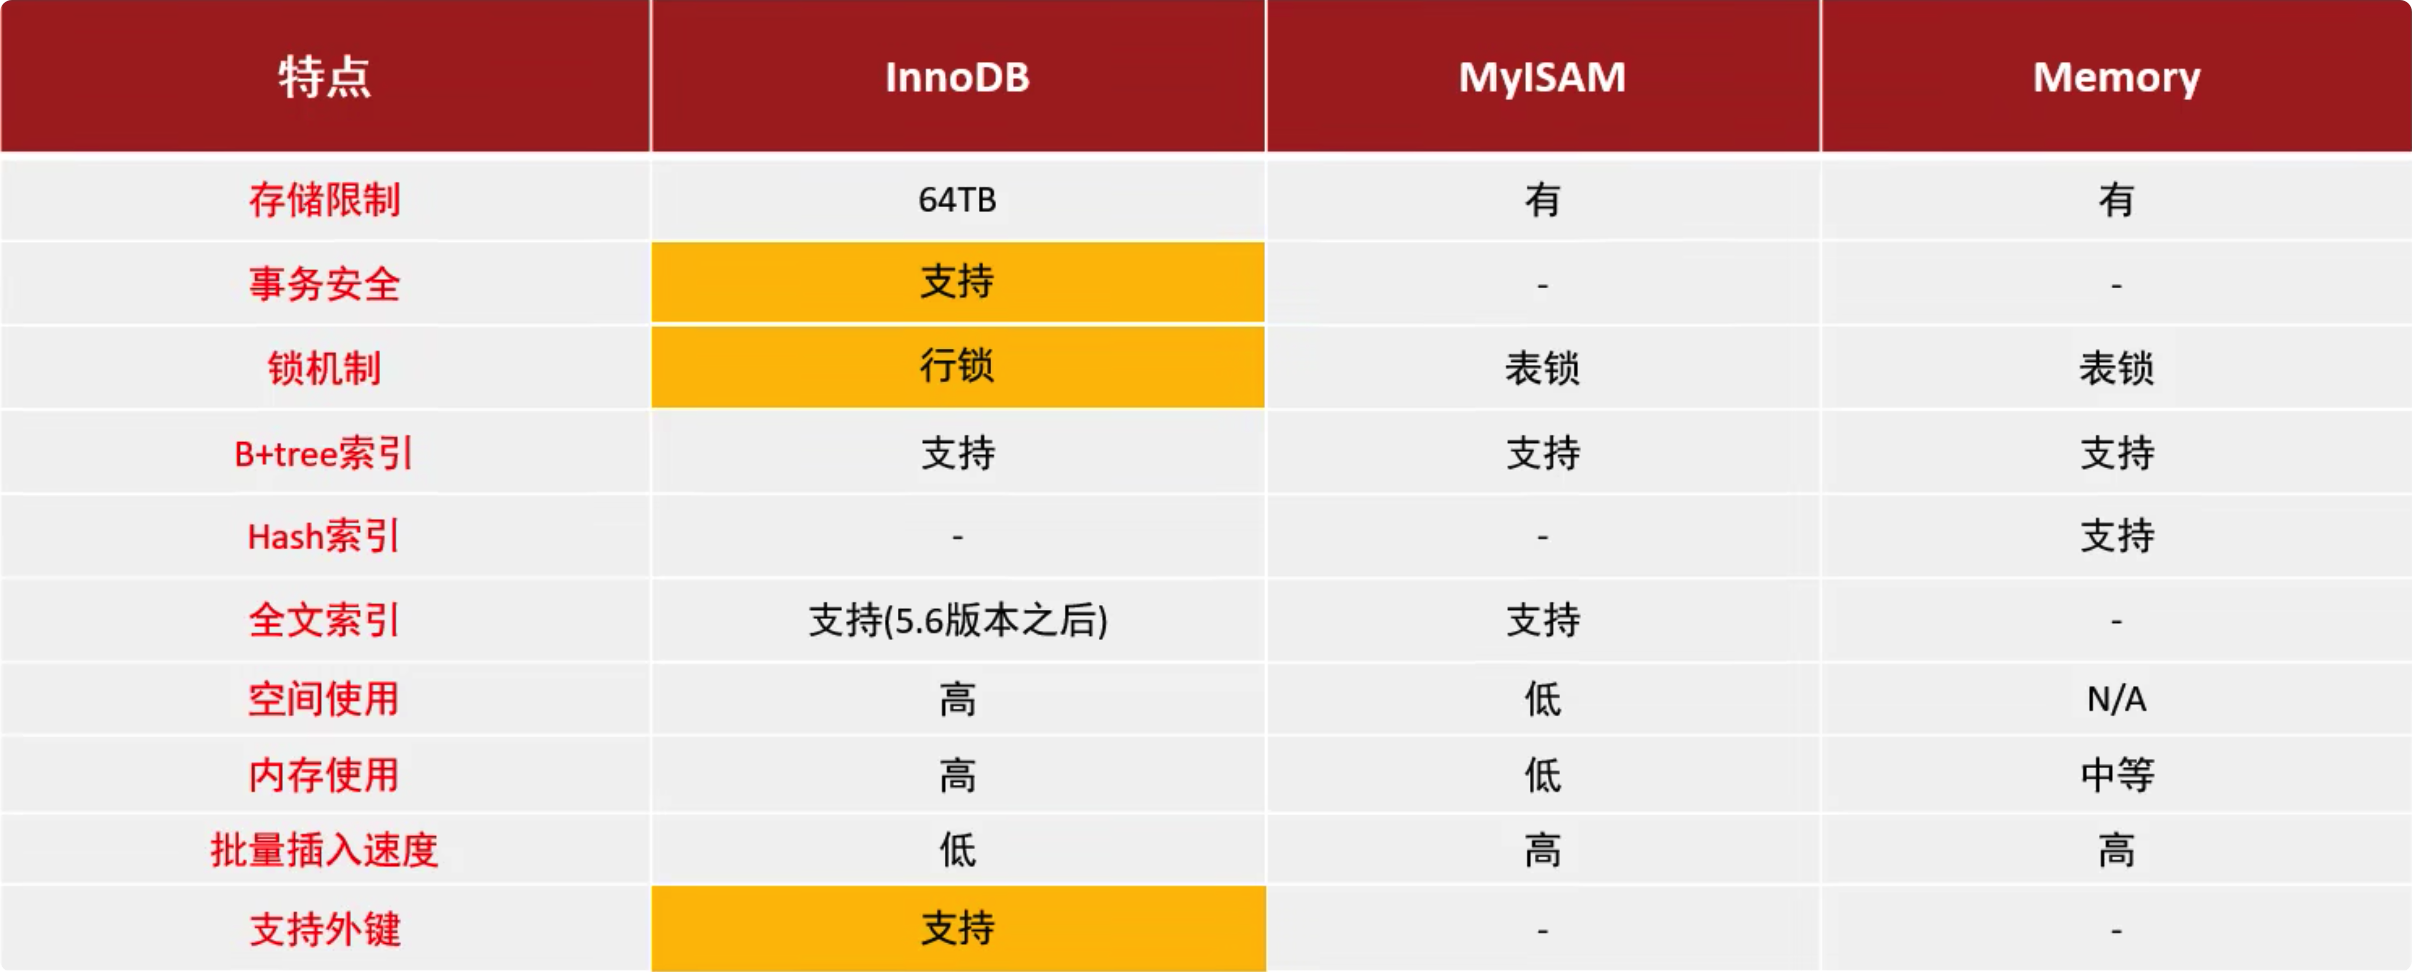 特点 InnoDB MyISAM Memory
存储限制 64TB 有 有
事务安全 支持 - -
锁机制 行锁 表锁 表锁
B+tree索引 支持 支持 支持
Hash索引 - - 支持
全文索引 支持(5.6版本之后) 支持 -
空间使用 高 低 N/A
内存使用 高 低 中等
批量插入速度 低 高 高
支持外键 支持 - -